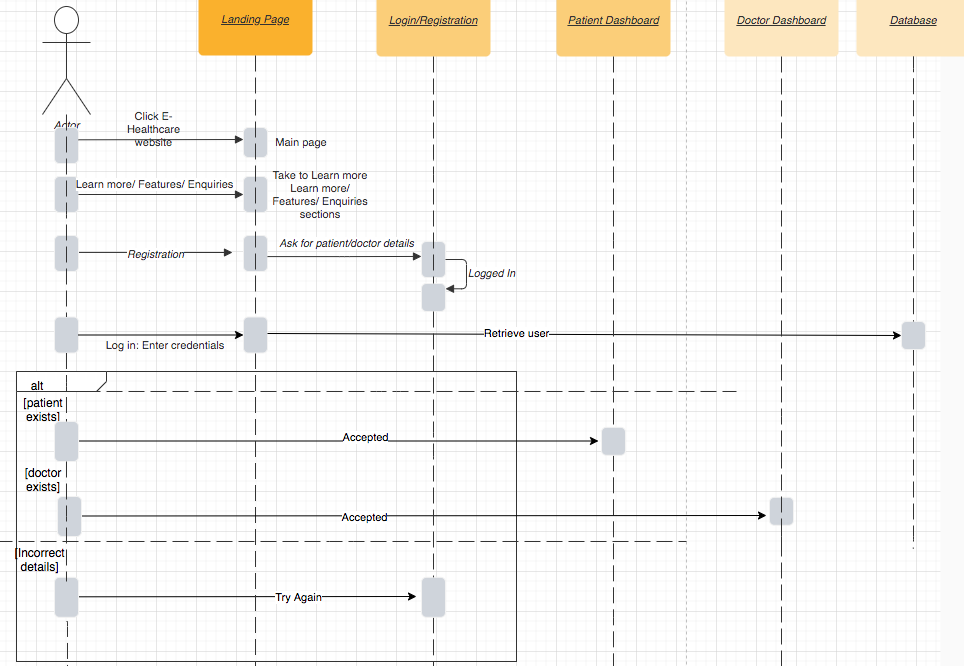 Landing Page
Login/Registration
Patient Dashboard
Doctor Dashboard
Database
Actor
Click E-
Healthcare
website
Main page
Learn more/ Features/ Enquiries
Take to Learn more
Learn more/
Features/ Enquiries
sections
Registration
Ask for patient/doctor details
Logged In
Log in: Enter credentials
Retrieve user
alt
[patient
exists]
Accepted
[doctor
exists]
Accepted
[Incorrect
details]
Try Again